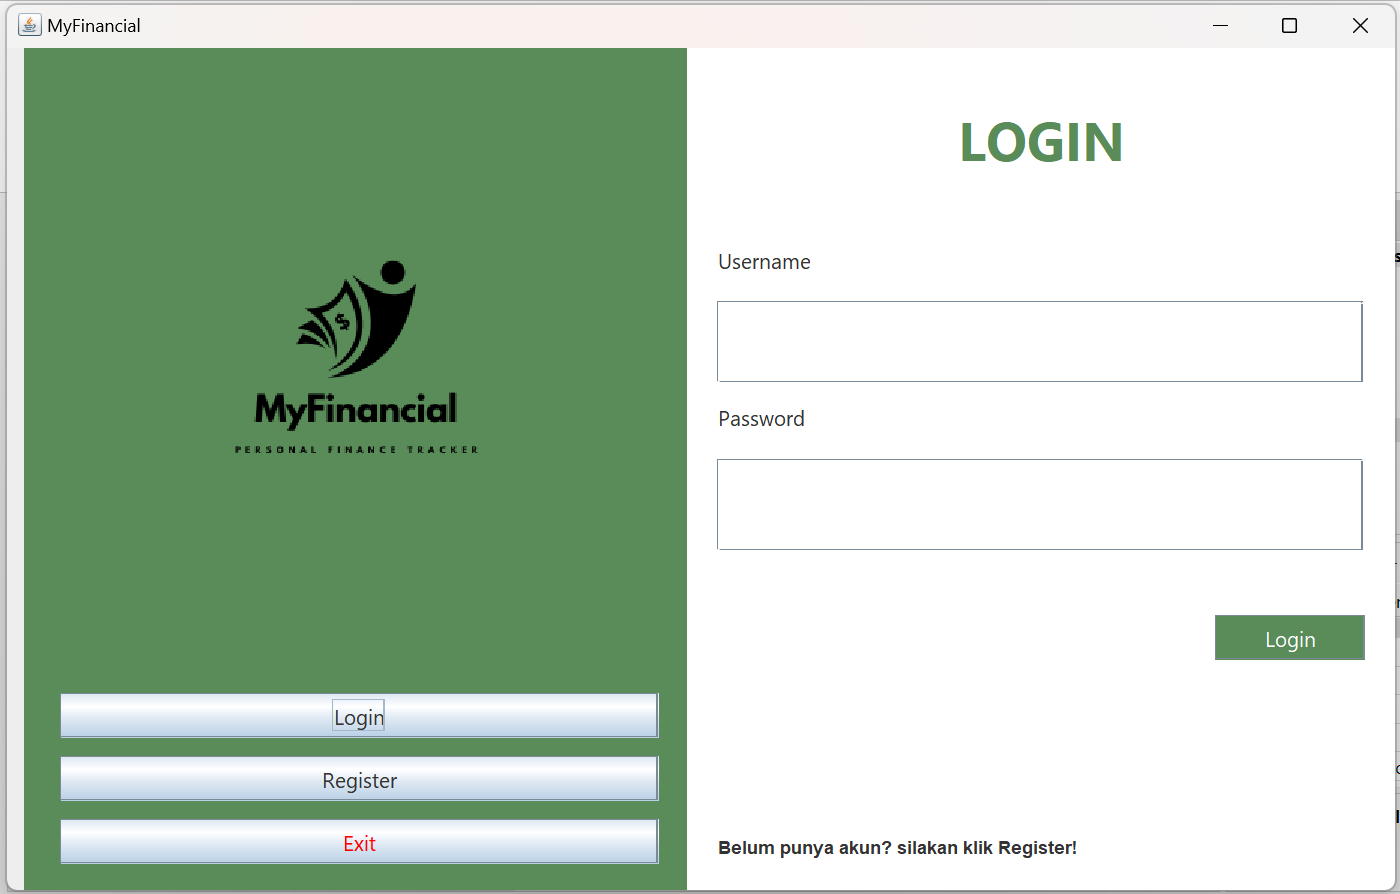 MyFinancial
$
MyFinancial
PERSONAL FINANCE TRACKER
Login
Register
Exit
LOGIN
Username
Password
Login
Belum punya akun? silakan klik Register!